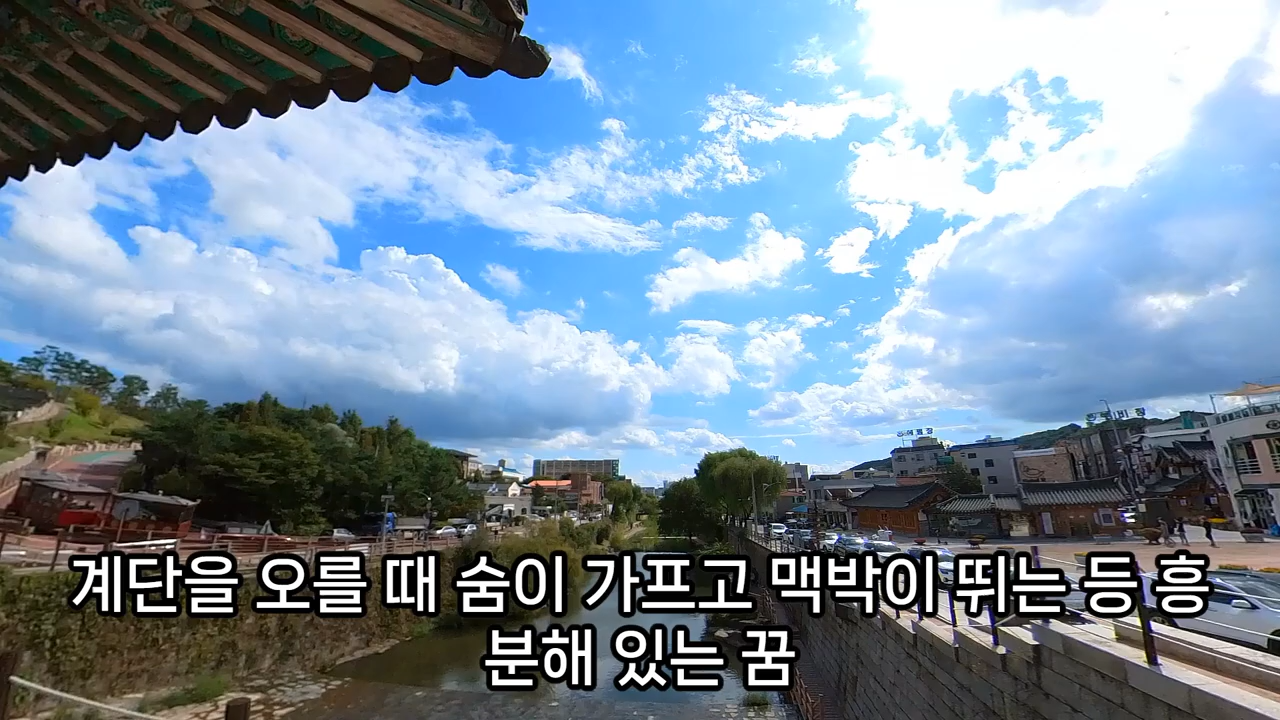 계단을 오를 때 숨이 가프고 맥박이 뛰는 등 흥
분해 있는 꿈